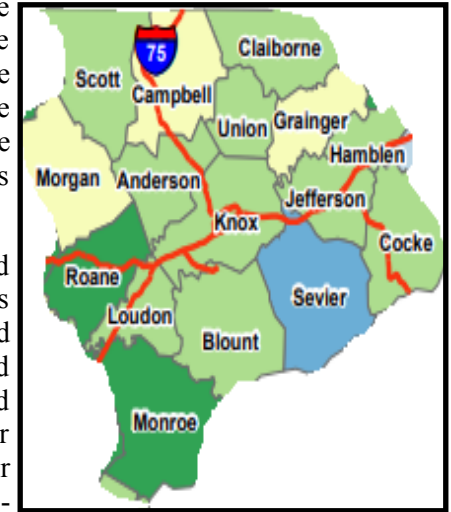 75
Claiborne
Scott
Campbell
Union
Grainger
Hamblen
Morgan
Anderson
Jefferson
Knox
Cocke
Roane
Sevier
Loudon
Blount
Monroe